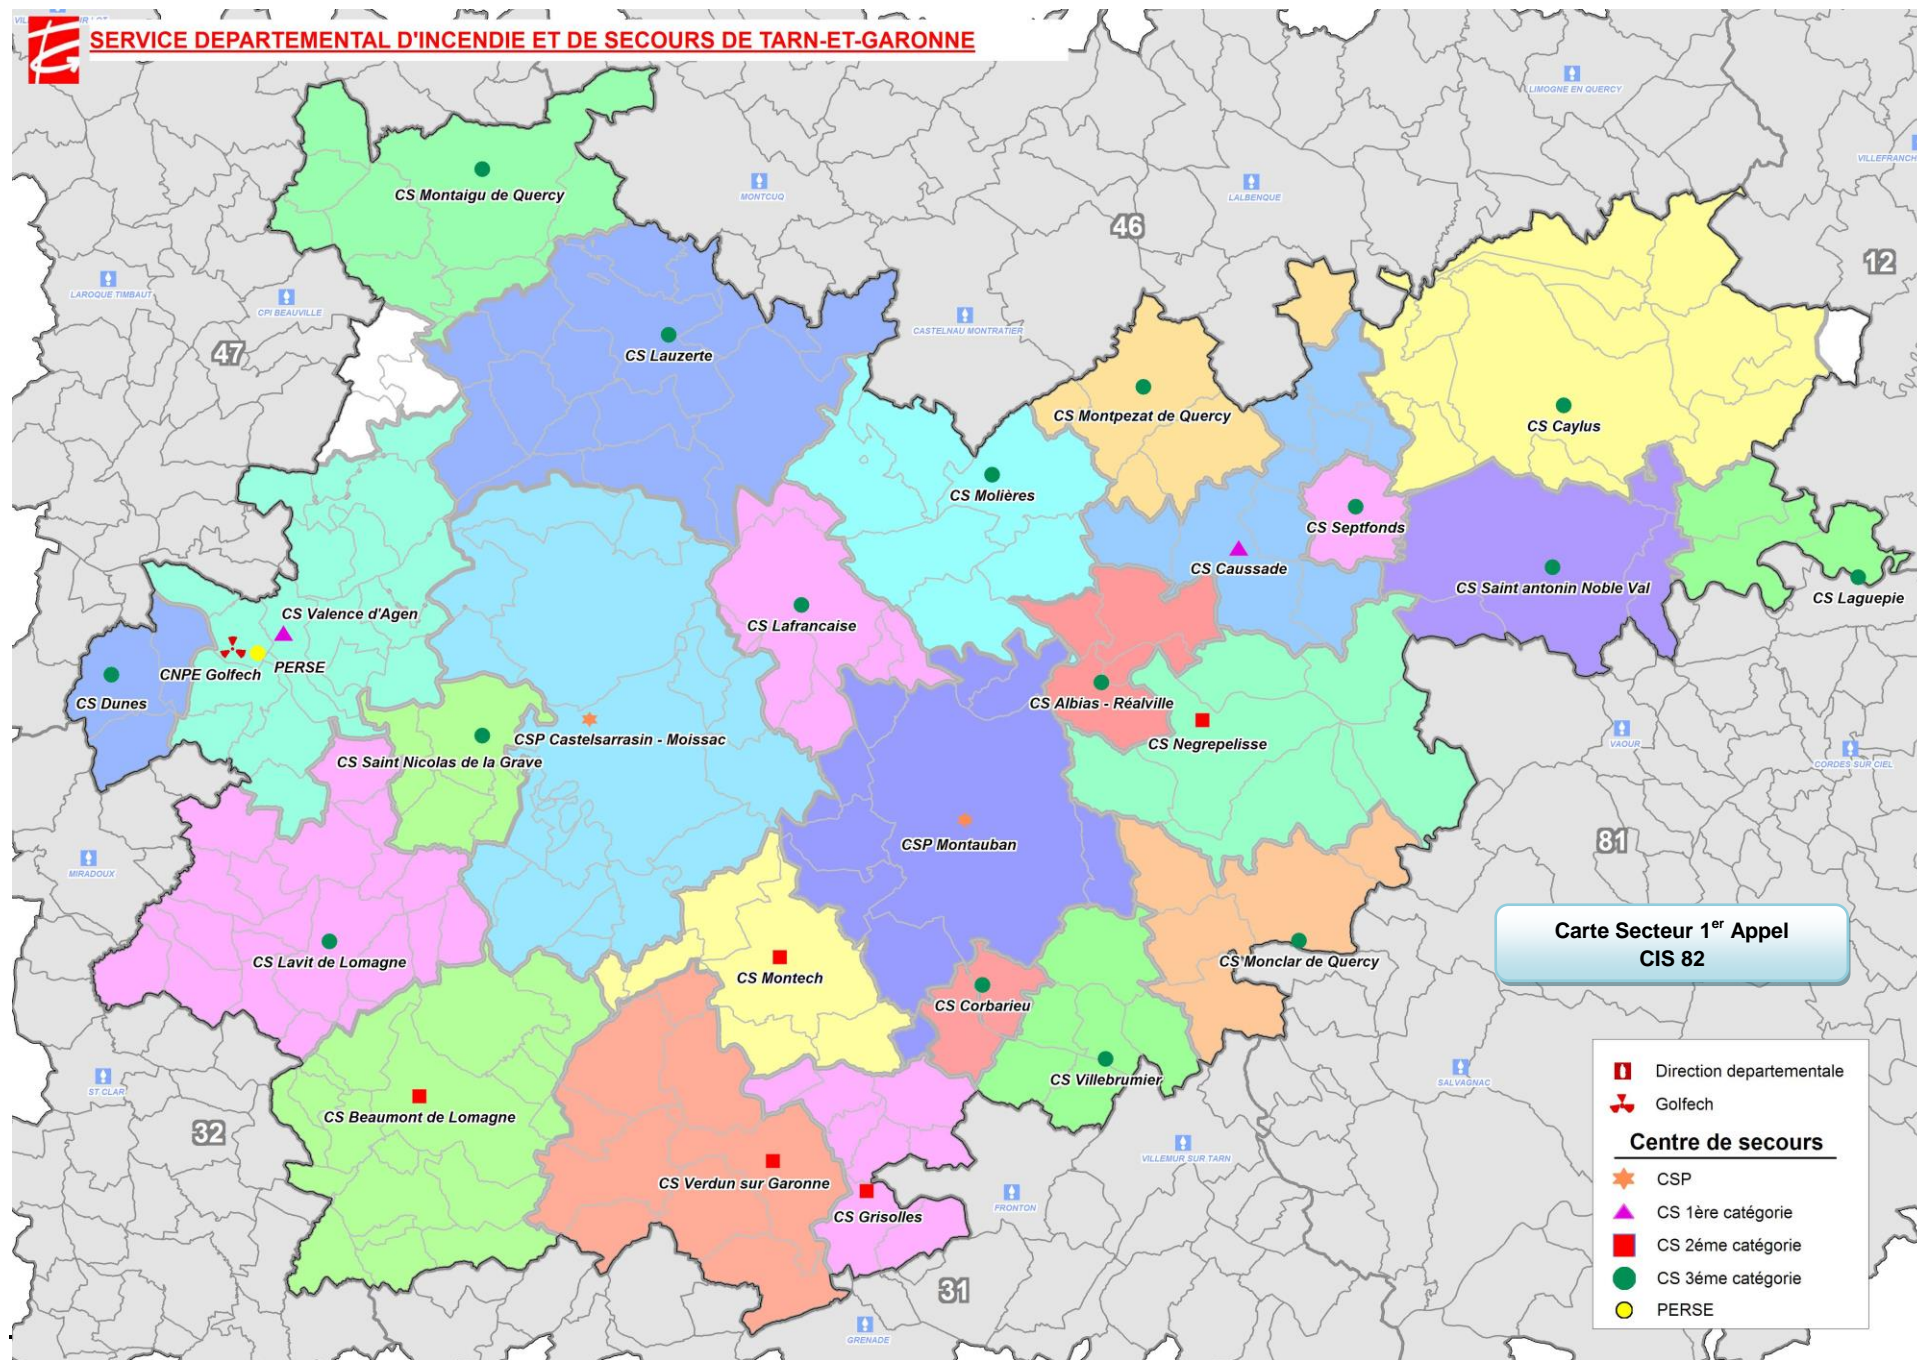 SERVICE DEPARTEMENTAL D'INCENDIE ET DE SECOURS DE TARN-ET-GARONNE
LIMOGNE EN QUERCY
VILLEFRANCH
CS Montaigu de Quercy
MONTCUQ
LALBENQUE
46
12
LAROQUE TIMBAUT
CPI BEAUVILLE
CASTELNAU MONTRATIER
47
CS Lauzerte
CS Montpezat de Quercy
CS Caylus
CS Molières
CS Septfonds
CS Caussade
CS Saint antonin Noble Val
CS Laguepie
CS Valence d'Agen
CS Lafrancaise
CNPE Golfech
PERSE
CS Dunes
CS Albias - Réalville
CSP Castelsarrasin - Moissac
CS Negrepelisse
VAOUR
CS Saint Nicolas de la Grave
CORDES SUR CIEL
CSP Montauban
81
MIRADOUX
Carte Secteur 1er Appel
CIS 82
CS Lavit de Lomagne
CS Monclar de Quercy
CS Montech
CS Corbarieu
CS Villebrumier
SALVAGNAC
ST CLAR
CS Beaumont de Lomagne
32
VILLEMUR SUR TARN
CS Verdun sur Garonne
FRONTON
CS Grisolles
31
GRENADE
Direction departementale
Golfech
Centre de secours
CSP
CS 1ère catégorie
CS 2éme catégorie
CS 3éme catégorie
PERSE